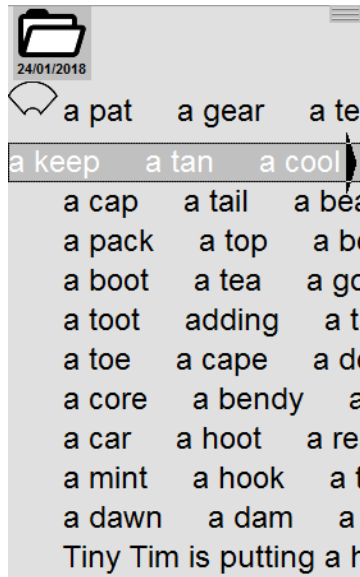 24/01/2018
a pat a gear
a keep a tan a cool
a cap a tail
a pack a top
a boot a tea
a toot adding
a toe a cape
a core a bendy
a car a hoot
a mint a hook
a dawn a dam a
Tiny Tim is putting a